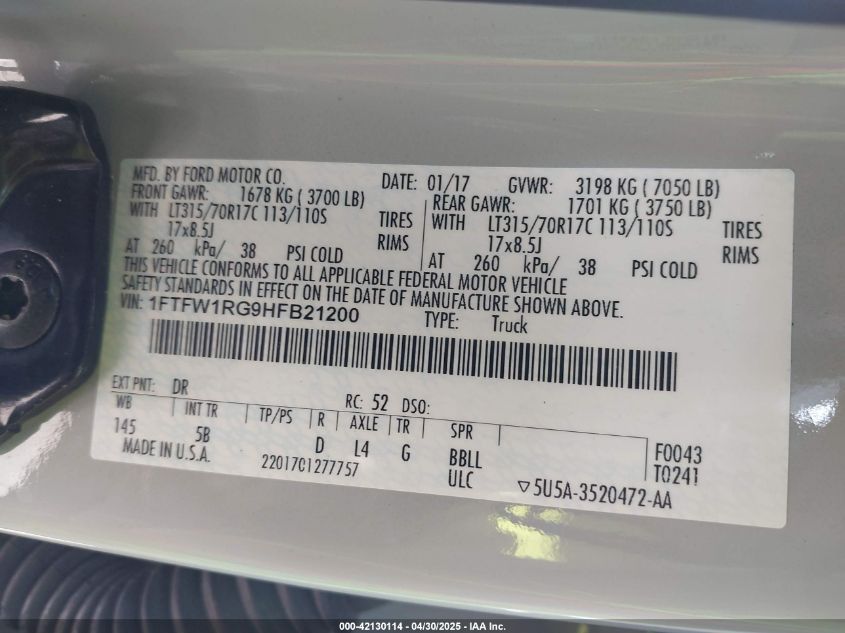 MFD. BY FORD MOTOR CO. DATE: 01/17 GVWR: 3198 KG ( 7050 LB)
FRONT GAWR: 1678 KG ( 3700 LB) REAR GAWR: 1701 KG ( 3750 LB)
WITH LT315/70R17C 113/110S TIRES WITH LT315/70R17C 113/110S TIRES
17x8.5J RIMS 17x8.5J RIMS
AT 260 kPa/ 38 PSI COLD AT 260 kPa/ 38 PSI COLD
THIS VEHICLE CONFORMS TO ALL APPLICABLE FEDERAL MOTOR VEHICLE
SAFETY STANDARDS IN EFFECT ON THE DATE OF MANUFACTURE SHOWN ABOVE.
VIN: 1FTFW1RG9HFB21200 TYPE: Truck
EXT PNT: DR RC: 52 DSO:
WB INT TR TP/PS R AXLE TR SPR
145 5B D L4 G BBLL F0043
MADE IN U.S.A. 2201701277757 ULC T0241
▽5U5A-3520472-AA
000-42130114 - 04/30/2025 - IAA Inc.